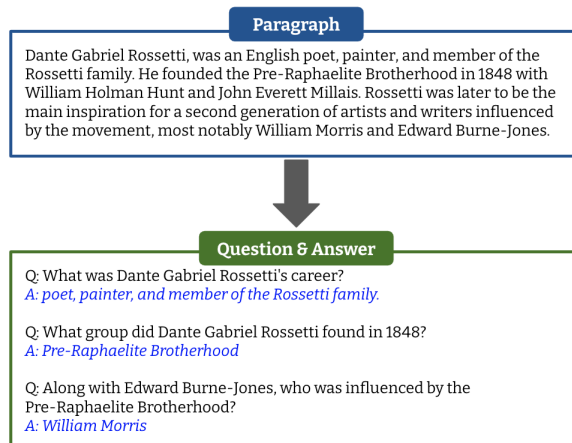 Paragraph
Dante Gabriel Rossetti, was an English poet, painter, and member of the
Rossetti family. He founded the Pre-Raphaelite Brotherhood in 1848 with
William Holman Hunt and John Everett Millais. Rossetti was later to be the
main inspiration for a second generation of artists and writers influenced
by the movement, most notably William Morris and Edward Burne-Jones.
Question & Answer
Q: What was Dante Gabriel Rossetti's career?
A: poet, painter, and member of the Rossetti family.
Q: What group did Dante Gabriel Rossetti found in 1848?
A: Pre-Raphaelite Brotherhood
Q: Along with Edward Burne-Jones, who was influenced by the
Pre-Raphaelite Brotherhood?
A: William Morris